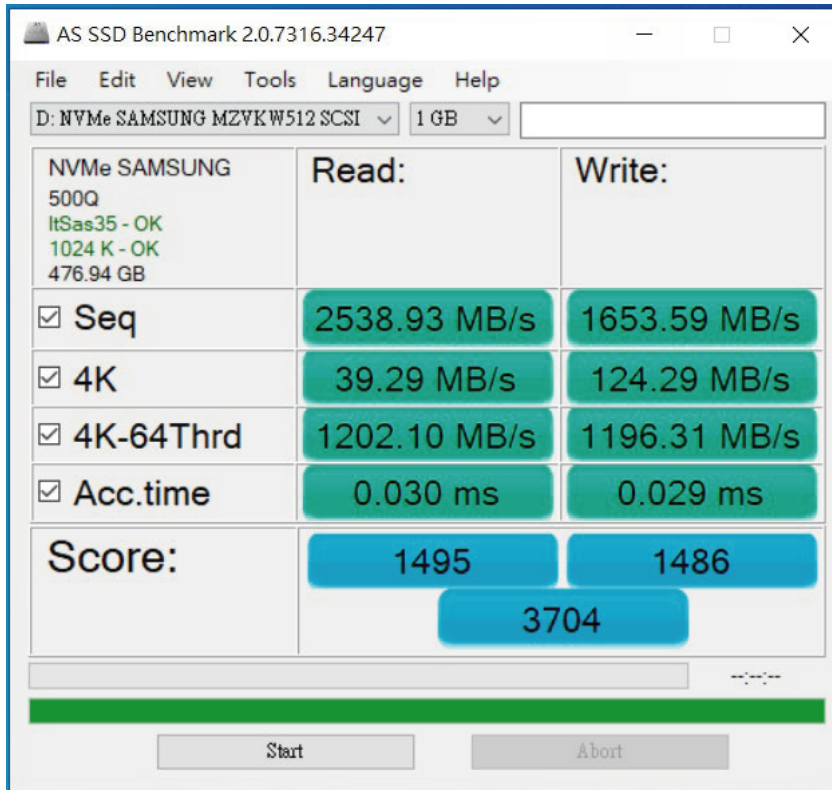 AS SSD Benchmark 2.0.7316.34247
File Edit View Tools Language Help
D: NVMe SAMSUNG MZVKW512 SCSI 1 GB
NVMe SAMSUNG
500Q
ItSas35 - OK
1024 K - OK
476.94 GB
Read: Write:
Seq 2538.93 MB/s 1653.59 MB/s
4K 39.29 MB/s 124.29 MB/s
4K-64Thrd 1202.10 MB/s 1196.31 MB/s
Acc.time 0.030 ms 0.029 ms
Score: 1495 1486
3704
--:--:--
Start Abort